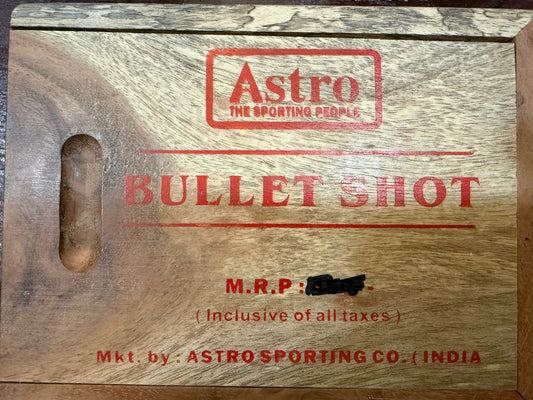 Astro
THE SPORTING PEOPLE
BULLET SHOT
M.R.P :
( Inclusive of all taxes )
Mkt. by : ASTRO SPORTING CO. ( INDIA